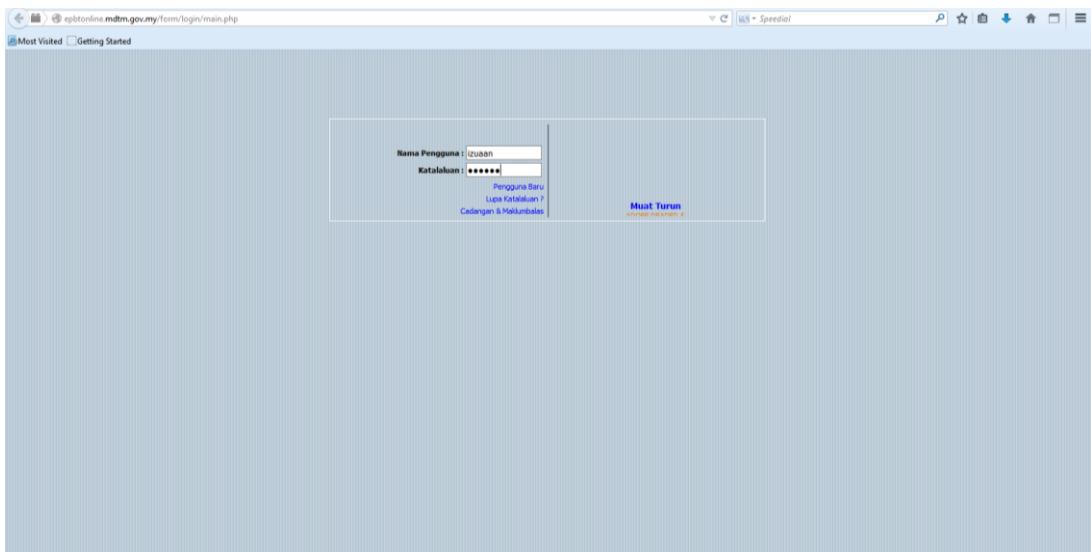 epbtonline.mdtm.gov.my/form/login/main.php
Speedial
Most Visited Getting Started
Nama Pengguna : izuaan
Katalaluan : ••••••
Pengguna Baru
Lupa Katalaluan ?
Cadangan & Maklumbalas
Muat Turun